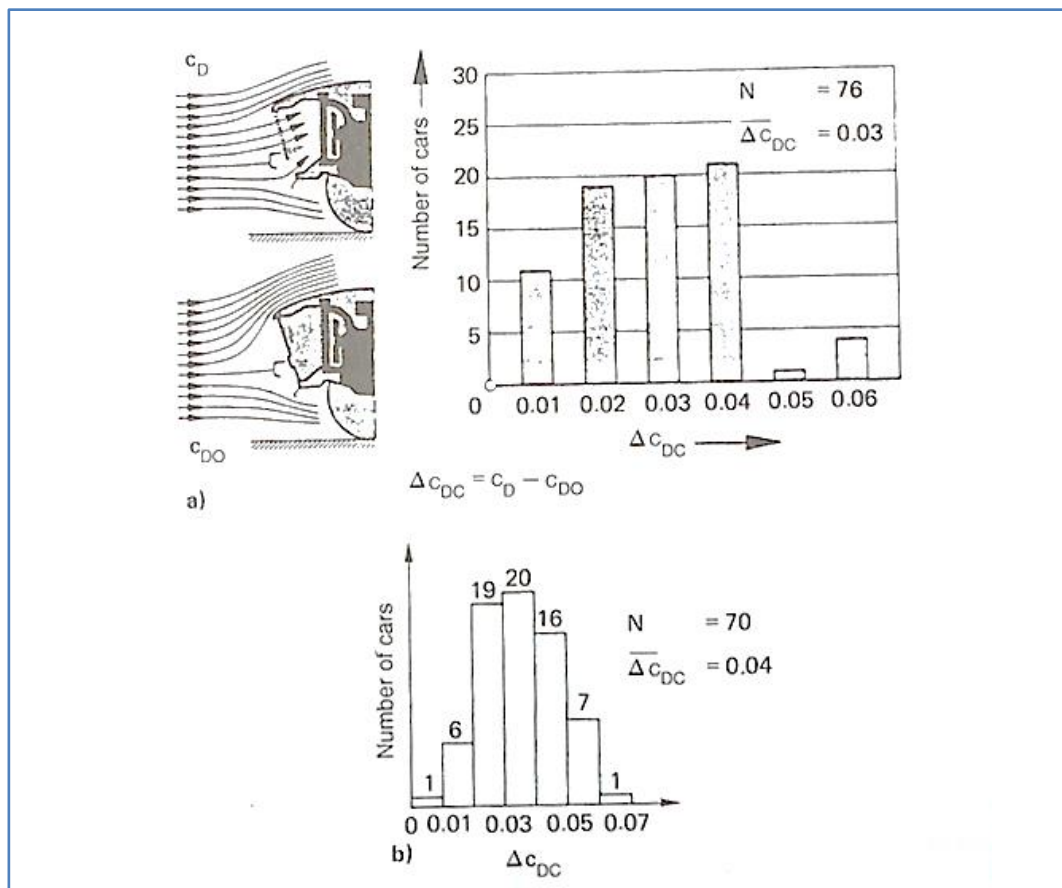 c_D
c_DO
a)
Number of cars
30
25
20
15
10
5
0
N = 76
Δc_DC = 0.03
0 0.01 0.02 0.03 0.04 0.05 0.06
Δc_DC
Δc_DC = c_D − c_DO
Number of cars
1 6 19 20 16 7 1
N = 70
Δc_DC = 0.04
0 0.01 0.03 0.05 0.07
b) Δc_DC